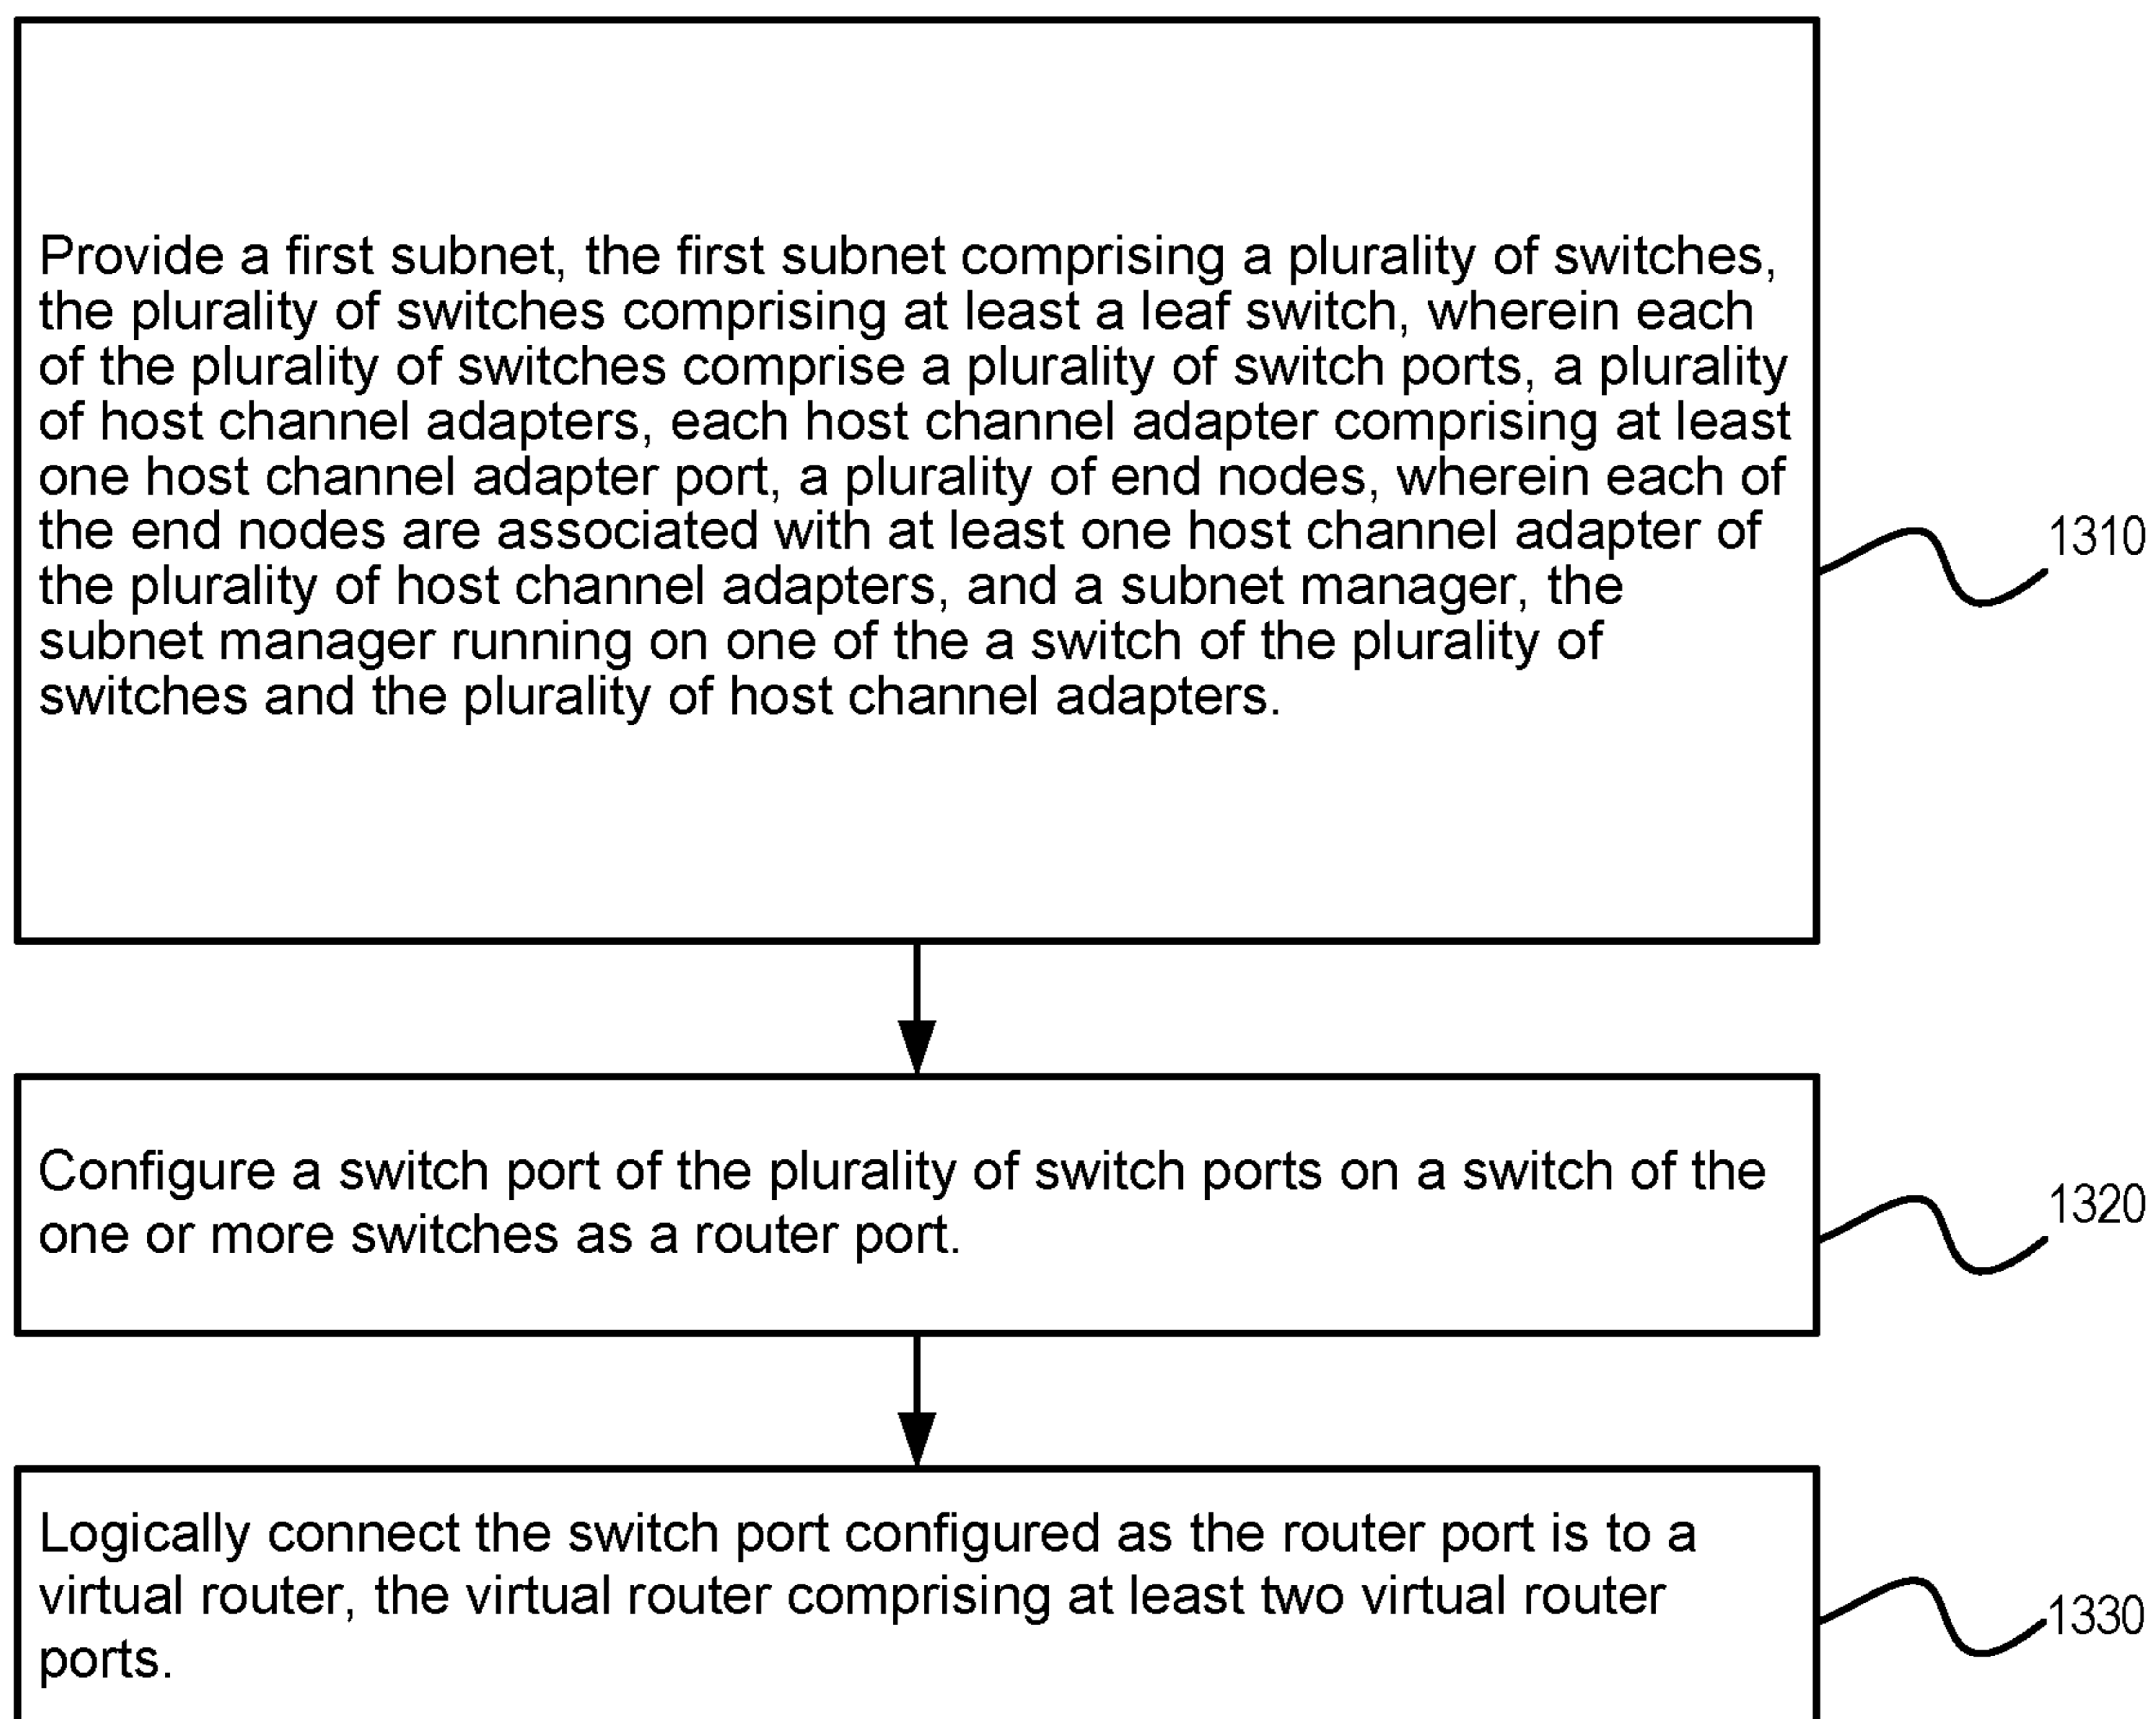 Provide a first subnet, the first subnet comprising a plurality of switches,
the plurality of switches comprising at least a leaf switch, wherein each
of the plurality of switches comprise a plurality of switch ports, a plurality
of host channel adapters, each host channel adapter comprising at least
one host channel adapter port, a plurality of end nodes, wherein each of
the end nodes are associated with at least one host channel adapter of
the plurality of host channel adapters, and a subnet manager, the
subnet manager running on one of the a switch of the plurality of
switches and the plurality of host channel adapters.
1310
Configure a switch port of the plurality of switch ports on a switch of the
one or more switches as a router port.
1320
Logically connect the switch port configured as the router port is to a
virtual router, the virtual router comprising at least two virtual router
ports.
1330